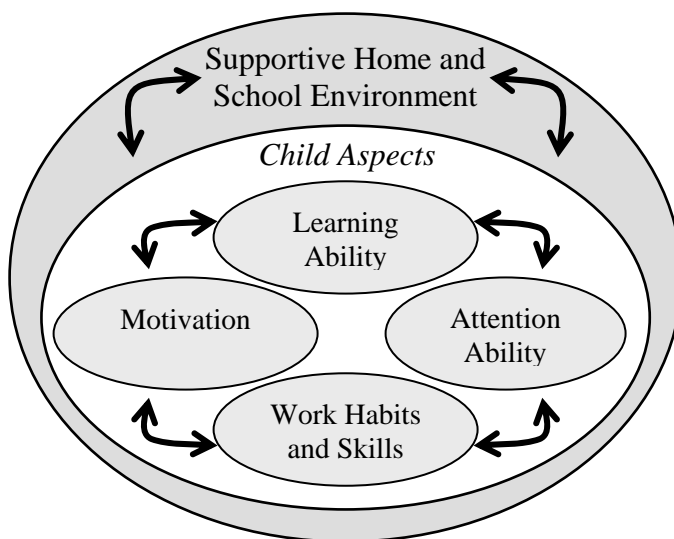 Supportive Home and
School Environment
Child Aspects
Learning
Ability
Motivation
Attention
Ability
Work Habits
and Skills